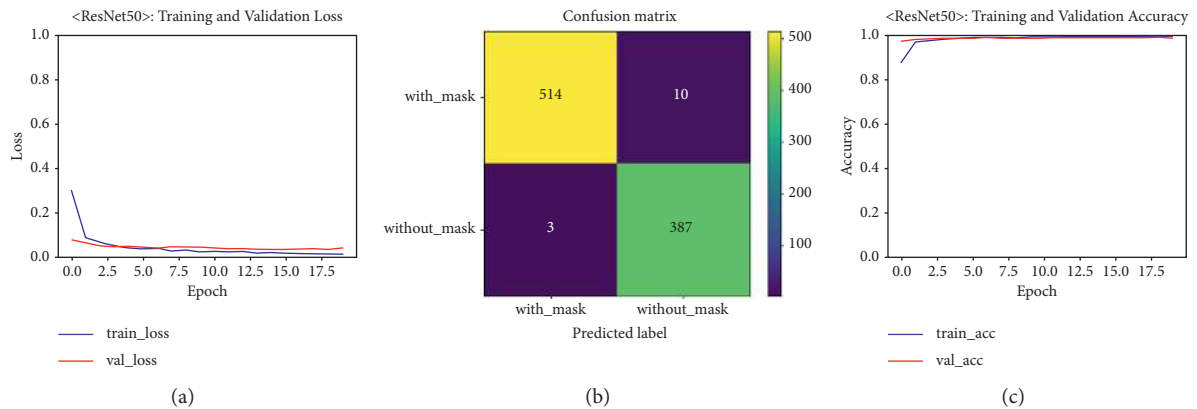 <ResNet50>: Training and Validation Loss
1.0
0.8
0.6
0.4
0.2
0.0
Loss
0.0 2.5 5.0 7.5 10.0 12.5 15.0 17.5
Epoch
train_loss
val_loss
(a)
Confusion matrix
with_mask
without_mask
514 10
3 387
with_mask without_mask
Predicted label
500
400
300
200
100
(b)
<ResNet50>: Training and Validation Accuracy
1.0
0.8
0.6
0.4
0.2
0.0
Accuracy
0.0 2.5 5.0 7.5 10.0 12.5 15.0 17.5
Epoch
train_acc
val_acc
(c)